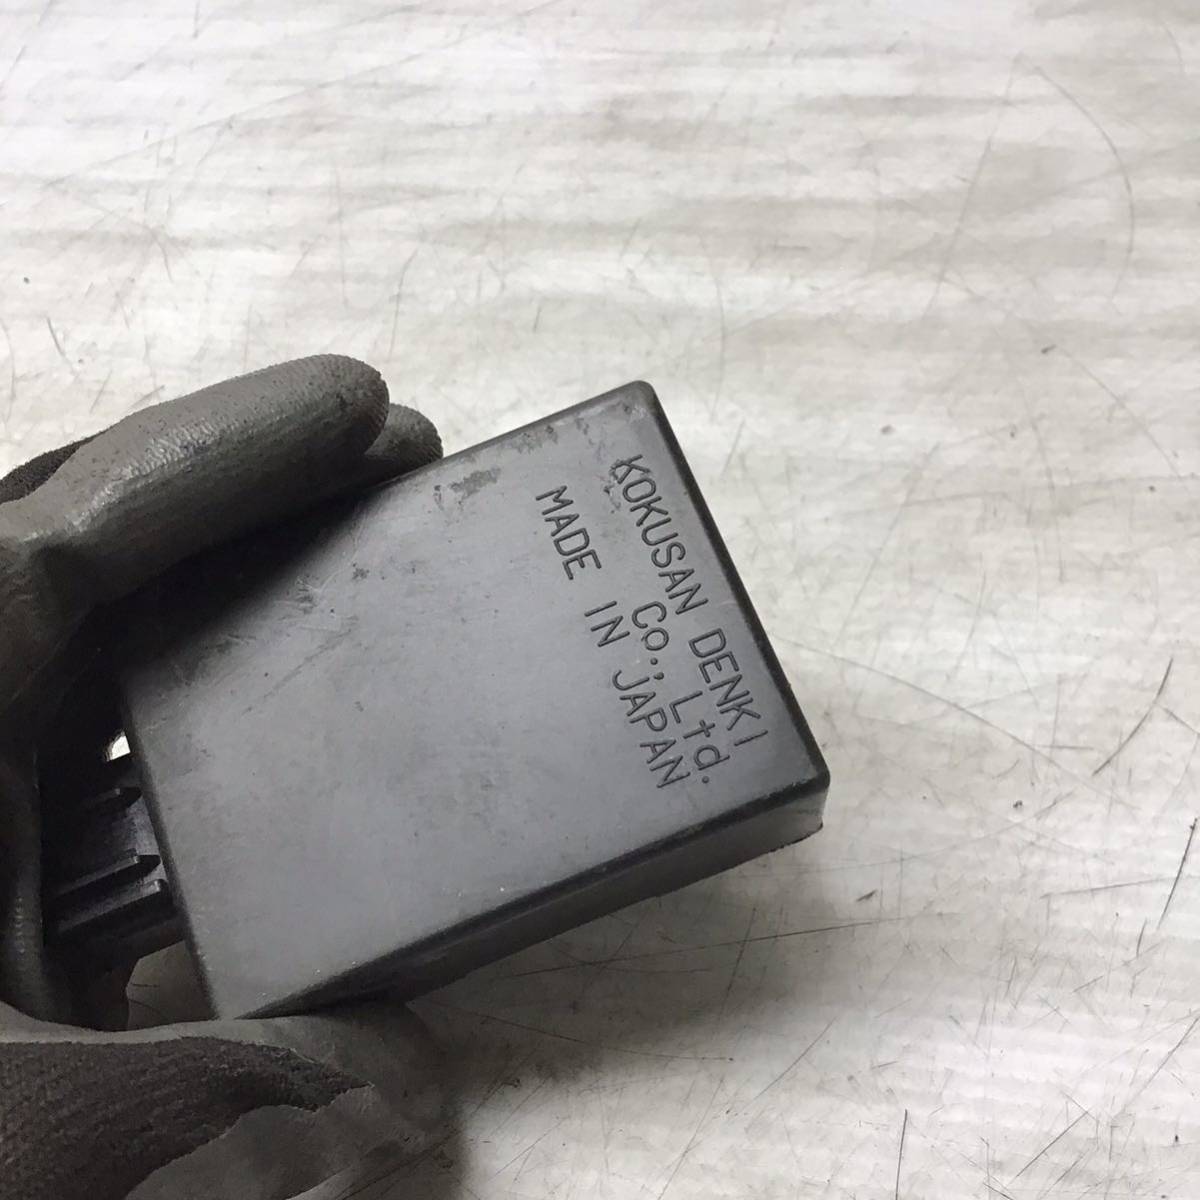 KOKUSAN DENKI
Co., Ltd.
MADE IN JAPAN